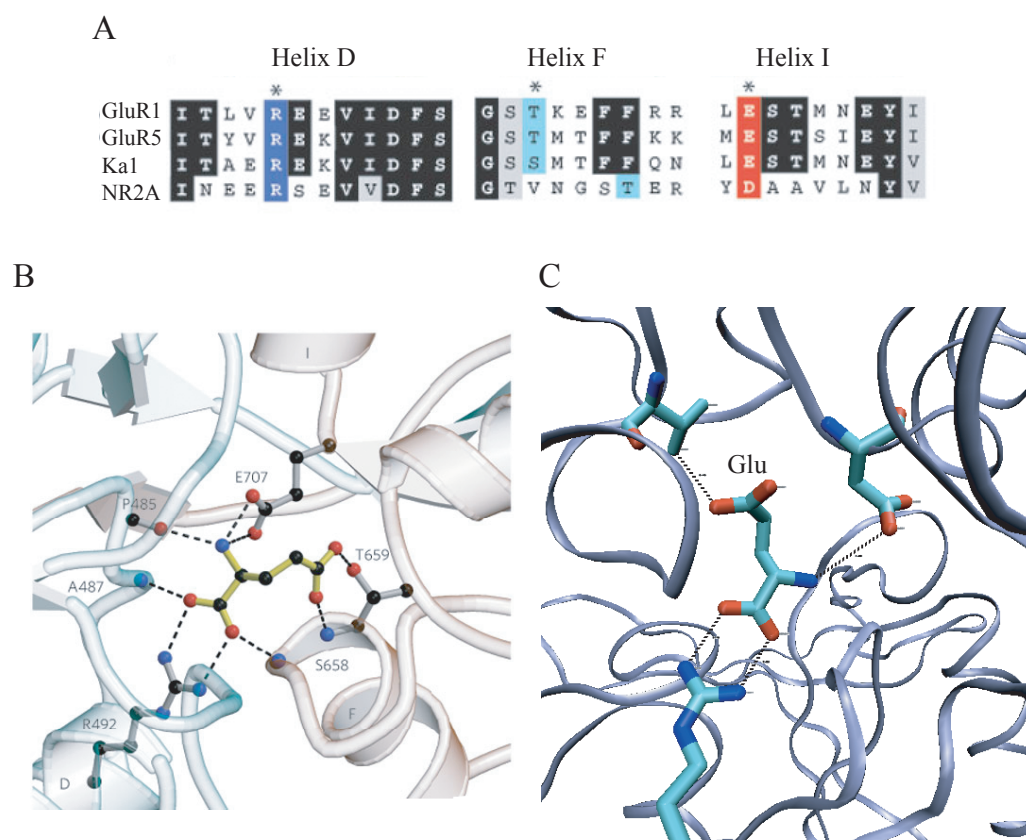 A
Helix D Helix F Helix I
* * *
GluR1 I T L V R E E V I D F S G S T K E F F R R L E S T M N E Y I
GluR5 I T Y V R E K V I D F S G S T M T F F K K M E S T S I E Y I
Ka1 I T A E R E K V I D F S G S S M T F F Q N L E S T M N E Y V
NR2A I N E E R S E V V D F S G T V N G S T E R Y D A A V L N Y V
B
C
I
E707
P485
Glu
T659
A487
S658
R492
F
D